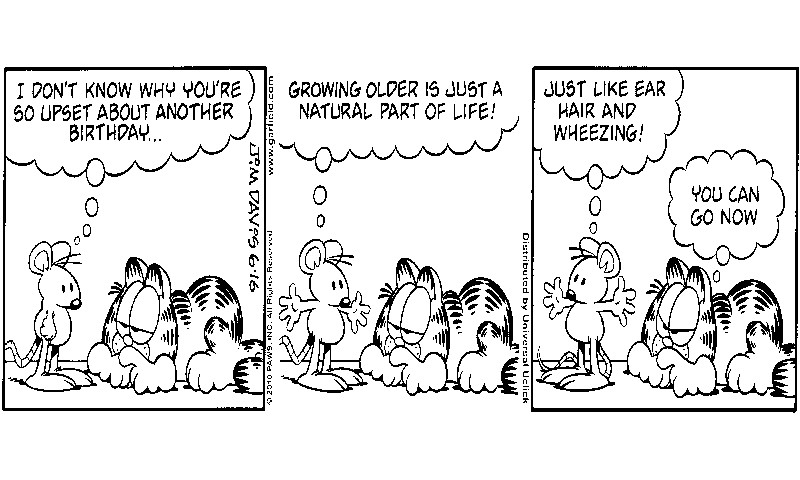 I DON'T KNOW WHY YOU'RE
SO UPSET ABOUT ANOTHER
BIRTHDAY...
JIM DAVIS 6·16
www.garfield.com
© 2010 PAWS, INC. All Rights Reserved
GROWING OLDER IS JUST A
NATURAL PART OF LIFE!
Distributed by Universal Uclick
JUST LIKE EAR
HAIR AND
WHEEZING!
YOU CAN
GO NOW